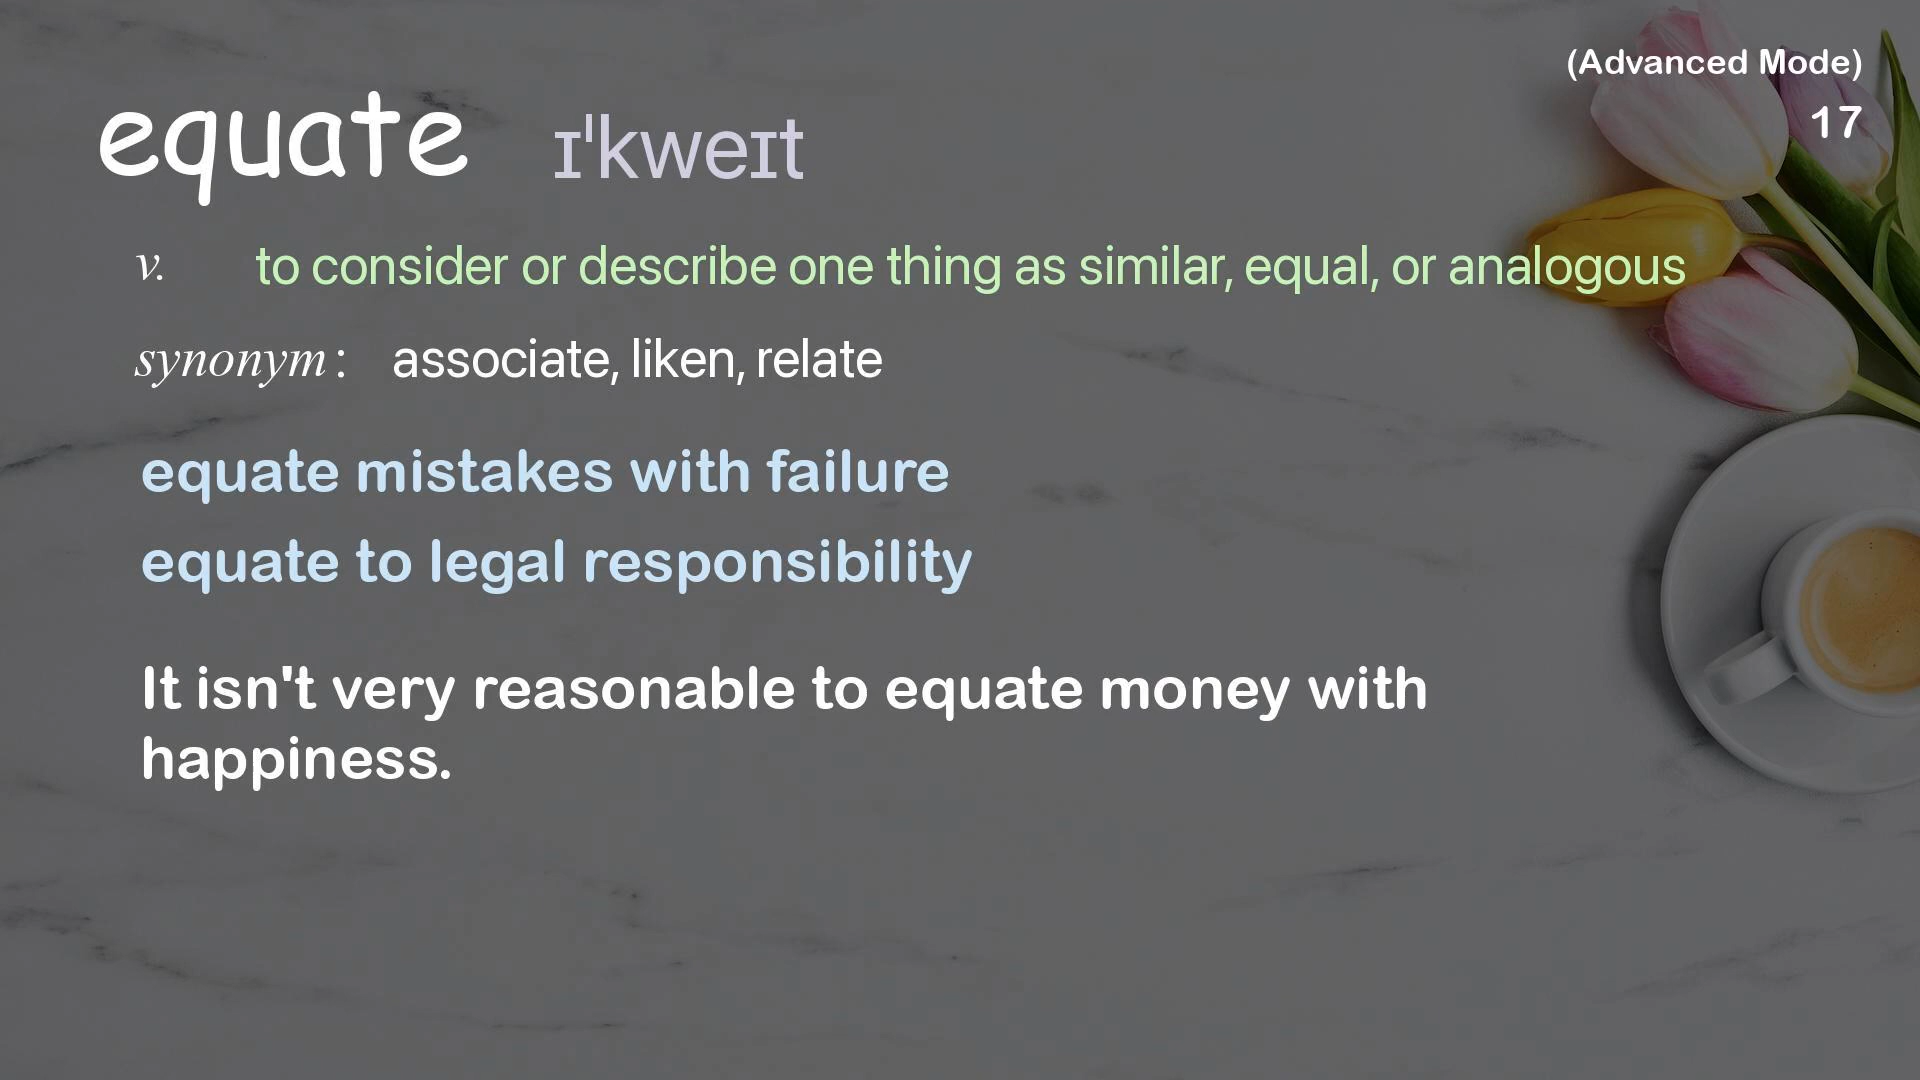 (Advanced Mode)
17
equate ɪˈkweɪt
v. to consider or describe one thing as similar, equal, or analogous
synonym: associate, liken, relate
equate mistakes with failure
equate to legal responsibility
It isn't very reasonable to equate money with
happiness.